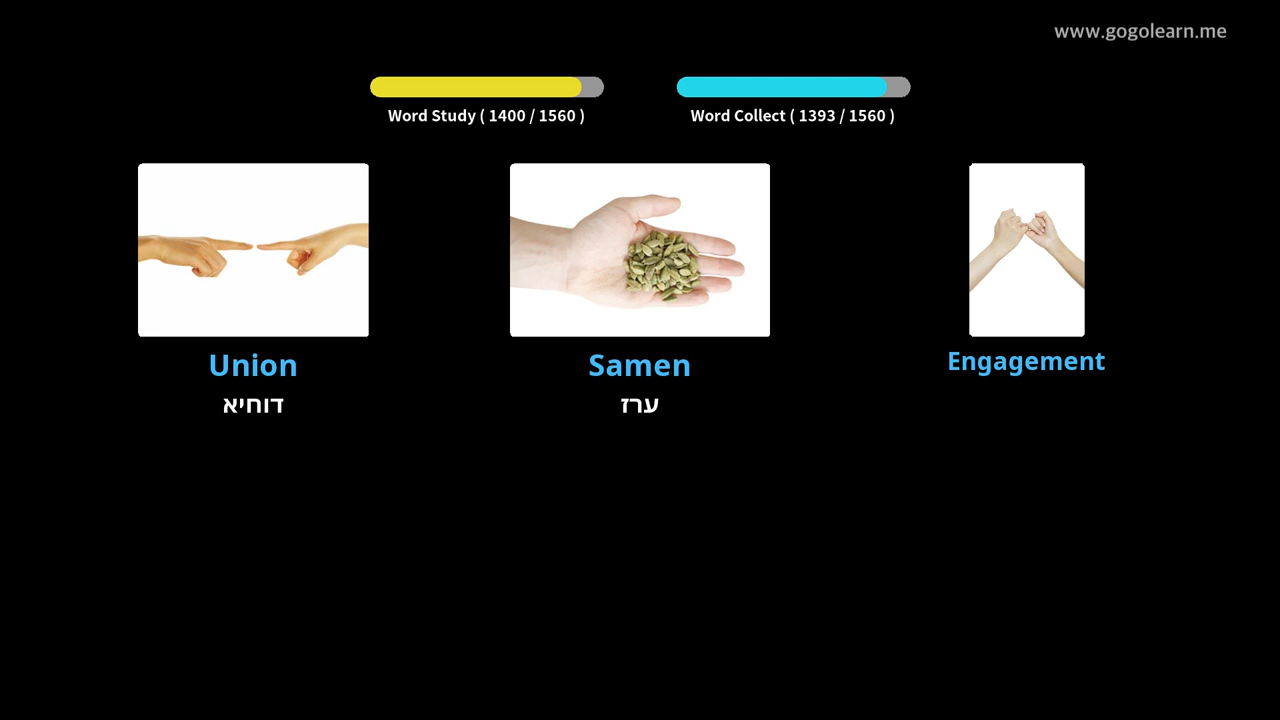 www.gogolearn.me
Word Study ( 1400 / 1560 )
Word Collect ( 1393 / 1560 )
Union
Samen
Engagement
דוחיא
ערז